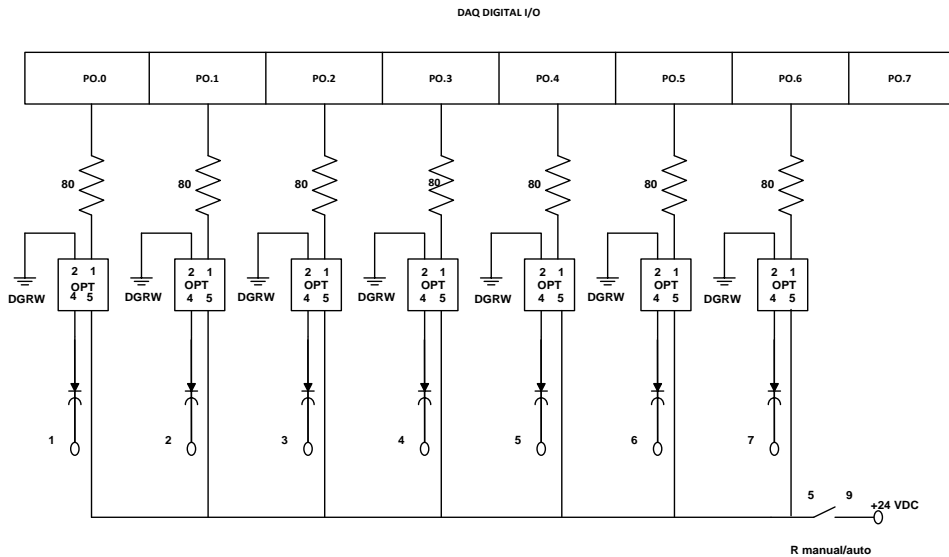 DAQ DIGITAL I/O
PO.0 PO.1 PO.2 PO.3 PO.4 PO.5 PO.6 PO.7
80 80 80 80 80 80 80
2 1 2 1 2 1 2 1 2 1 2 1 2 1
OPT OPT OPT OPT OPT OPT OPT
4 5 4 5 4 5 4 5 4 5 4 5 4 5
DGRW DGRW DGRW DGRW DGRW DGRW DGRW
1 2 3 4 5 6 7
5 9 +24 VDC
R manual/auto